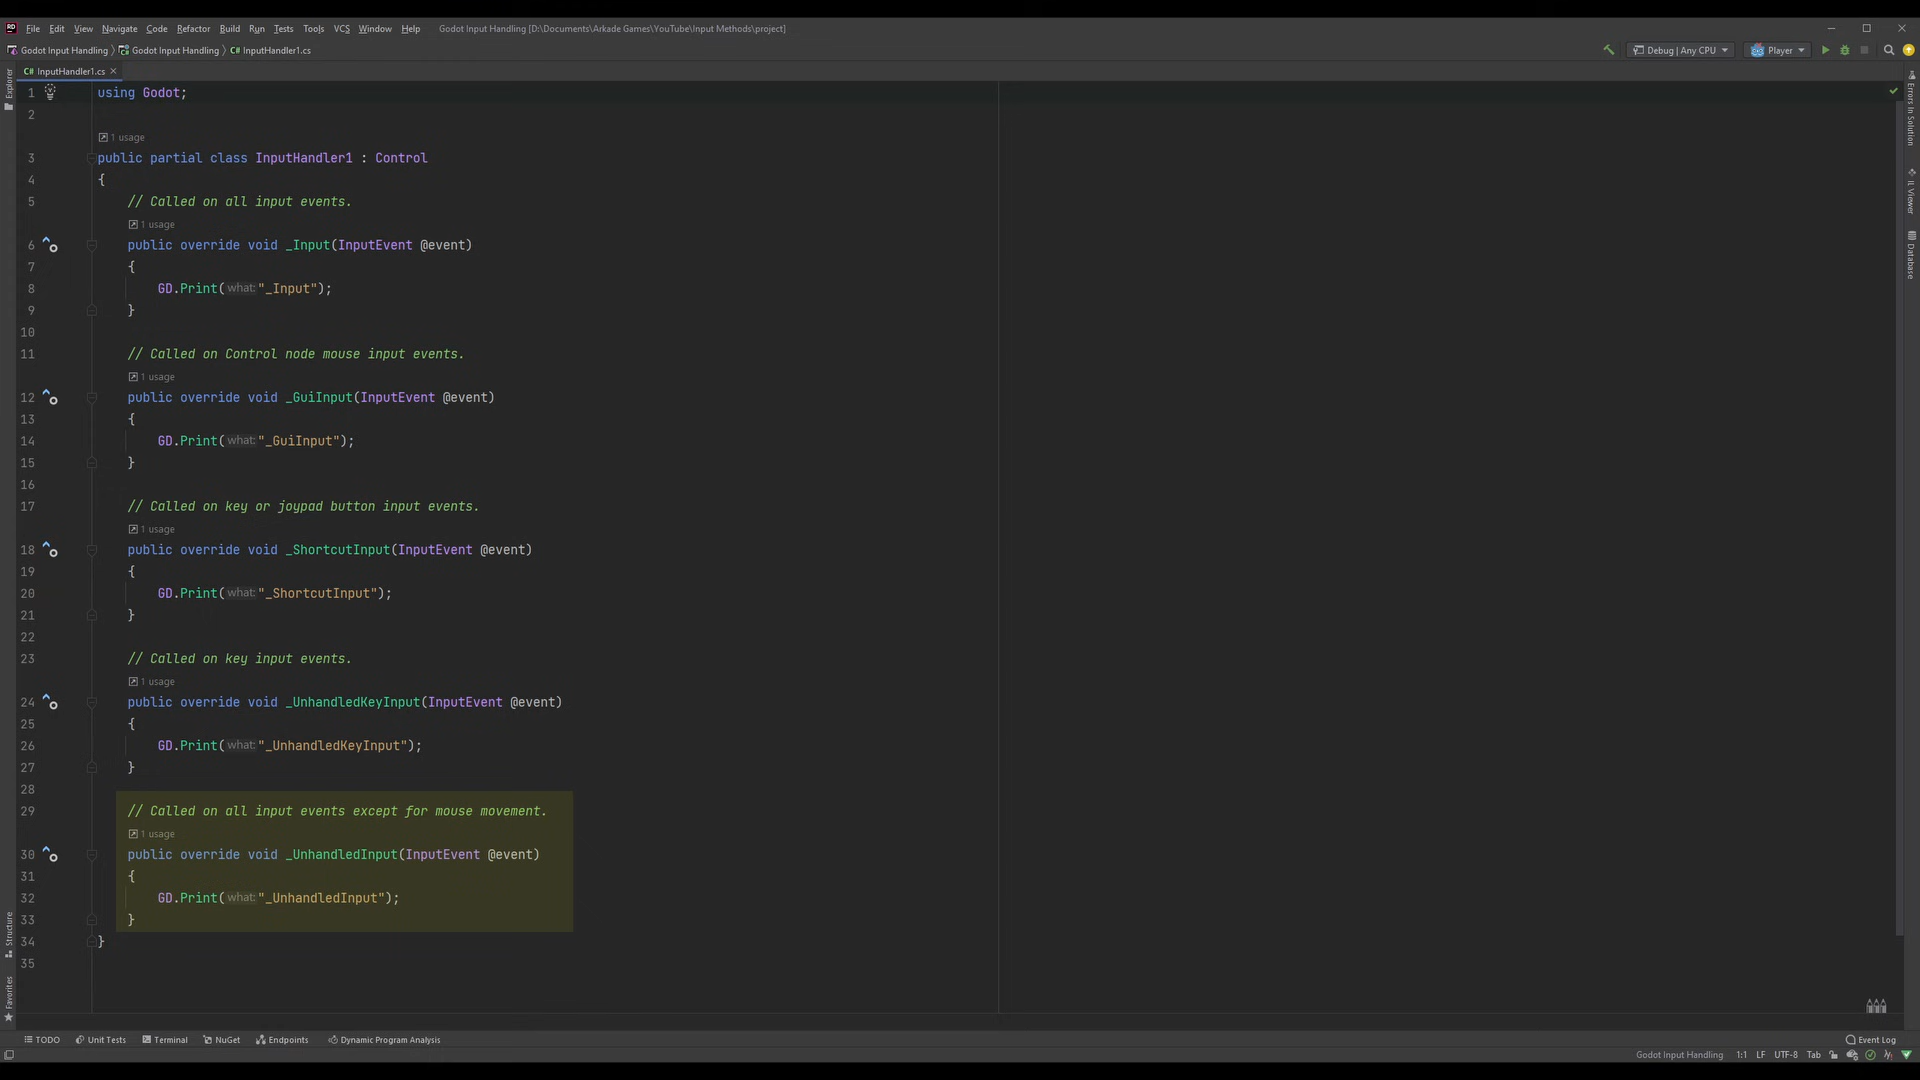 File Edit View Navigate Code Refactor Build Run Tests Tools VCS Window Help Godot Input Handling [D:\Documents\Arkade Games\YouTube\Input Methods\project]
Godot Input Handling Godot Input Handling C# InputHandler1.cs Debug | Any CPU Player
C# InputHandler1.cs
Explorer
Errors In Solution
IL Viewer
Database
1 using Godot;
2
1 usage
3 public partial class InputHandler1 : Control
4 {
5 // Called on all input events.
1 usage
6 public override void _Input(InputEvent @event)
7 {
8 GD.Print(what: "_Input");
9 }
10
11 // Called on Control node mouse input events.
1 usage
12 public override void _GuiInput(InputEvent @event)
13 {
14 GD.Print(what: "_GuiInput");
15 }
16
17 // Called on key or joypad button input events.
1 usage
18 public override void _ShortcutInput(InputEvent @event)
19 {
20 GD.Print(what: "_ShortcutInput");
21 }
22
23 // Called on key input events.
1 usage
24 public override void _UnhandledKeyInput(InputEvent @event)
25 {
26 GD.Print(what: "_UnhandledKeyInput");
27 }
28
29 // Called on all input events except for mouse movement.
1 usage
30 public override void _UnhandledInput(InputEvent @event)
31 {
32 GD.Print(what: "_UnhandledInput");
33 }
34 }
35
Structure
Favorites
TODO Unit Tests Terminal NuGet Endpoints Dynamic Program Analysis Event Log
Godot Input Handling 1:1 LF UTF-8 Tab